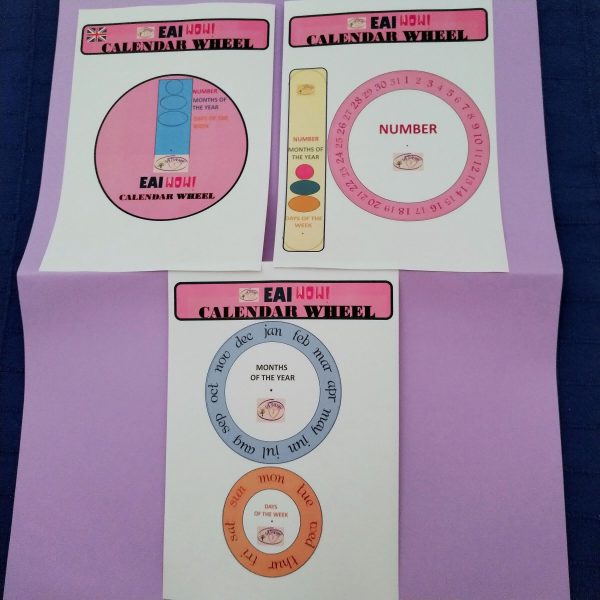 EAI WOW!
CALENDAR WHEEL
NUMBER
MONTHS OF
THE YEAR
DAYS OF THE
WEEK
EAI WOW!
CALENDAR WHEEL
EAI WOW!
CALENDAR WHEEL
NUMBER
MONTHS OF
THE YEAR
DAYS OF THE
WEEK
1 2 3 4 5 6 7 8 9 10 11 12 13 14 15 16 17 18 19 20 21 22 23 24 25 26 27 28 29 30 31
NUMBER
EAI WOW!
CALENDAR WHEEL
jan feb mar apr may jun jul aug sep oct nov dec
MONTHS
OF THE YEAR
mon tue wed thur fri sat sun
DAYS
OF THE WEEK